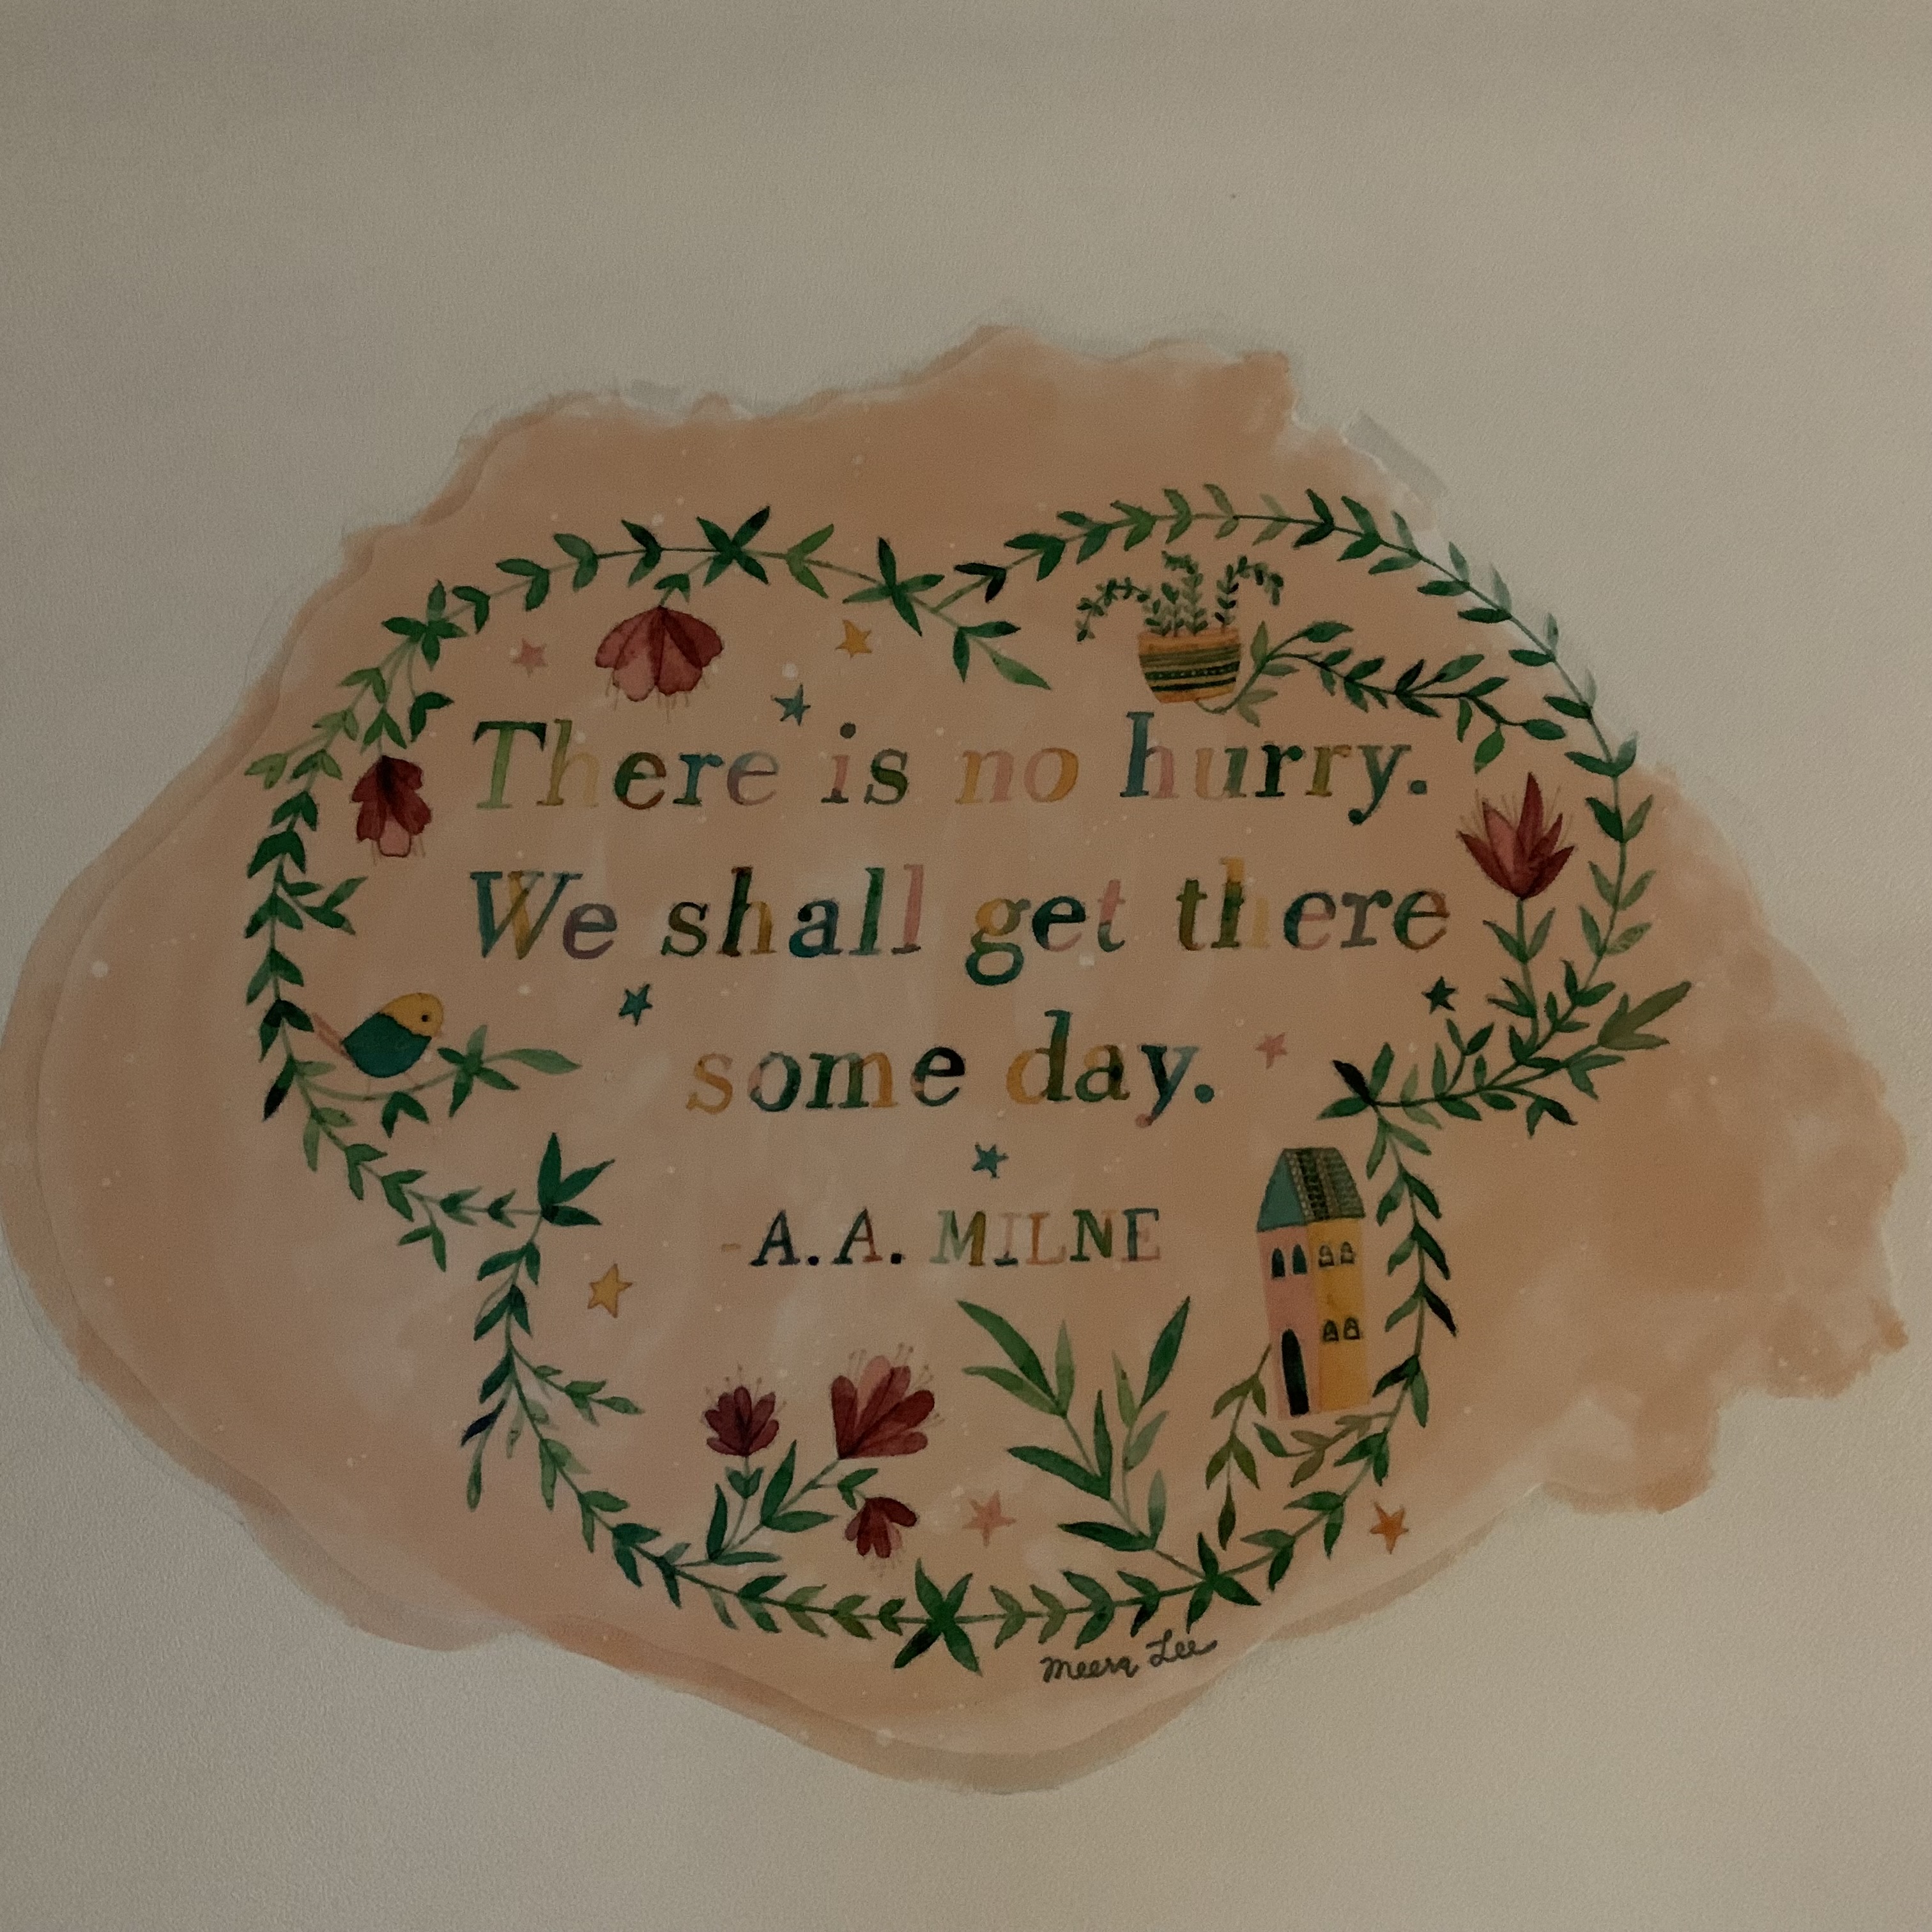 There is no hurry.
We shall get there
some day.
-A.A. MILNE
Meera Lee